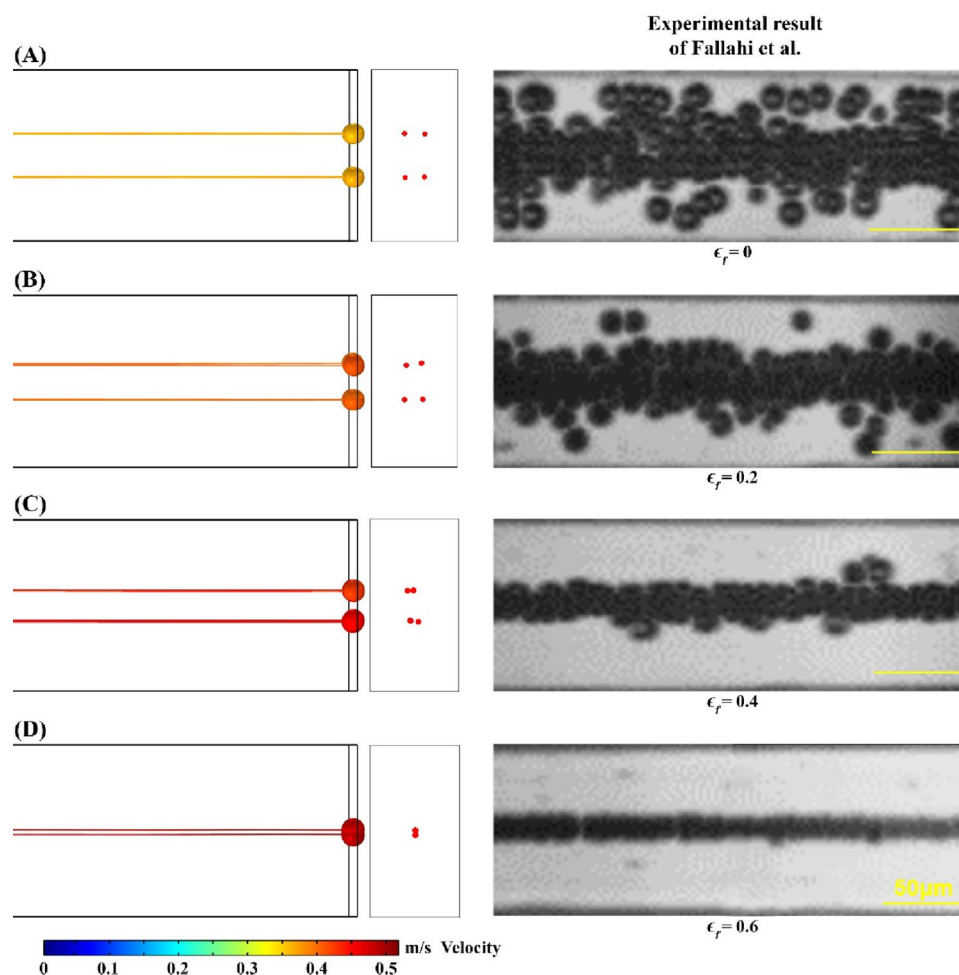 Experimental result
of Fallahi et al.
(A)
ϵf= 0
(B)
ϵf= 0.2
(C)
ϵf= 0.4
(D)
50μm
ϵf= 0.6
m/s Velocity
0 0.1 0.2 0.3 0.4 0.5